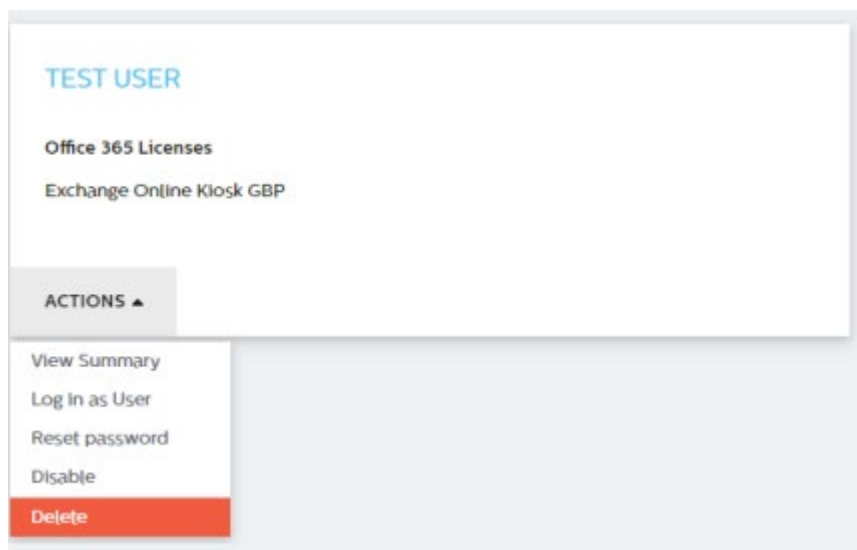 TEST USER
Office 365 Licenses
Exchange Online Kiosk GBP
ACTIONS
View Summary
Log in as User
Reset password
Disable
Delete